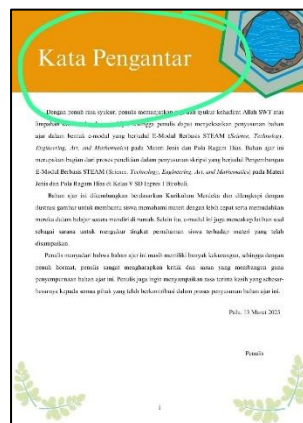 Kata Pengantar
Dengan penuh rasa syukur, penulis memanjatkan syukur kehadirat Allah SWT atas
limpahan sehingga penulis dapat menyelesaikan penyusunan bahan
ajar dalam bentuk e-modul yang berjudul E-Modul Berbasis STEAM (Science, Technology,
Engineering, Art, and Mathematics) pada Materi Jenis dan Pola Ragam Hias. Bahan ajar ini
merupakan bagian dari proses penelitian dalam penyusunan skripsi yang berjudul Pengembangan
E-Modul Berbasis STEAM (Science, Technology, Engineering, Art, and Mathematics) pada Materi
Jenis dan Pola Ragam Hias di Kelas V SD Inpres 1
Bahan ajar ini dikembangkan berdasarkan Kurikulum Merdeka dan dilengkapi dengan
ilustrasi gambar untuk membantu siswa memahami materi dengan lebih cepat serta memudahkan
mereka dalam belajar secara mandiri di rumah. Selain itu, e-modul ini juga mencakup latihan soal
sebagai sarana untuk mengukur tingkat pemahaman siswa terhadap materi yang telah
disampaikan.
Penulis menyadari bahwa bahan ajar ini masih memiliki banyak kekurangan, sehingga dengan
penuh hormat, penulis sangat mengharapkan kritik dan saran yang membangun guna
penyempurnaan bahan ajar ini. Penulis juga ingin menyampaikan rasa terima kasih yang sebesar-
besarnya kepada semua pihak yang telah berkontribusi dalam proses penyusunan bahan ajar ini.
Palu, 13 Maret 2025
Penulis